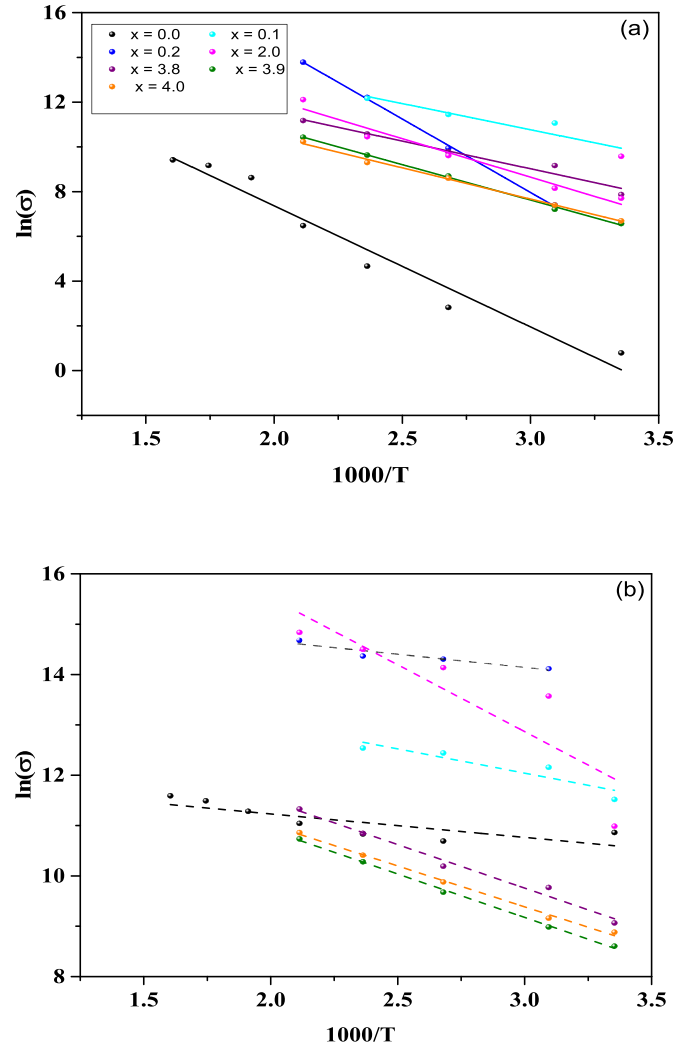 16
(a)
x = 0.0 x = 0.1
x = 0.2 x = 2.0
x = 3.8 x = 3.9
x = 4.0
12
8
4
0
ln(σ)
1.5 2.0 2.5 3.0 3.5
1000/T
16
(b)
14
12
10
8
ln(σ)
1.5 2.0 2.5 3.0 3.5
1000/T